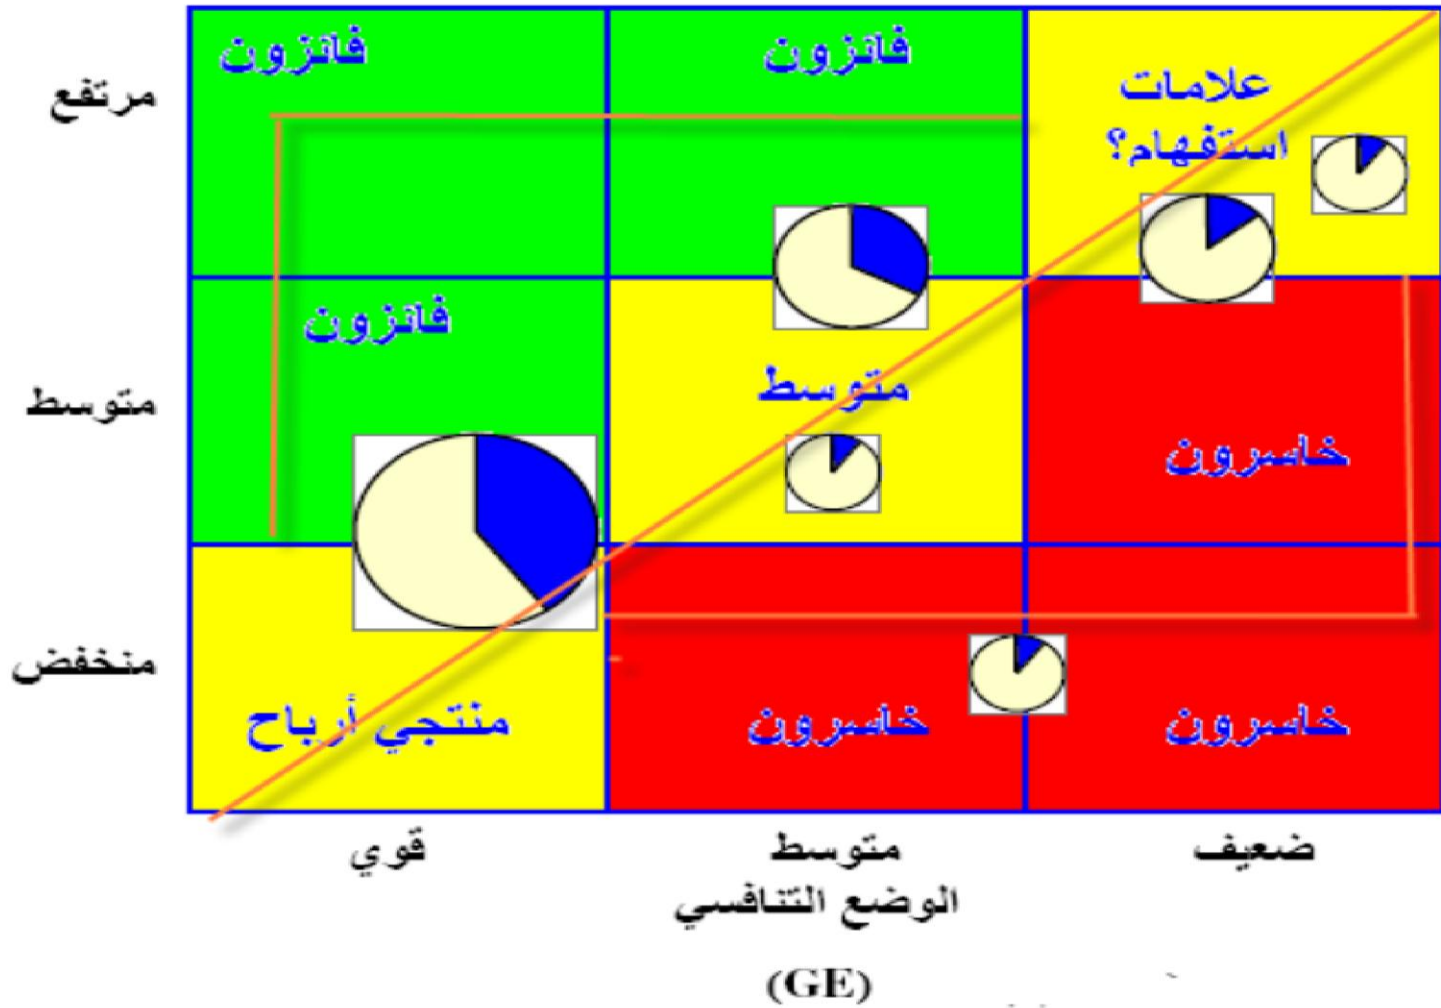 فائزون
فائزون
علامات
استفهام؟
مرتفع
فائزون
متوسط
متوسط
خاسرون
منخفض
منتجي أرباح
خاسرون
خاسرون
قوي
متوسط
ضعيف
الوضع التنافسي
(GE)